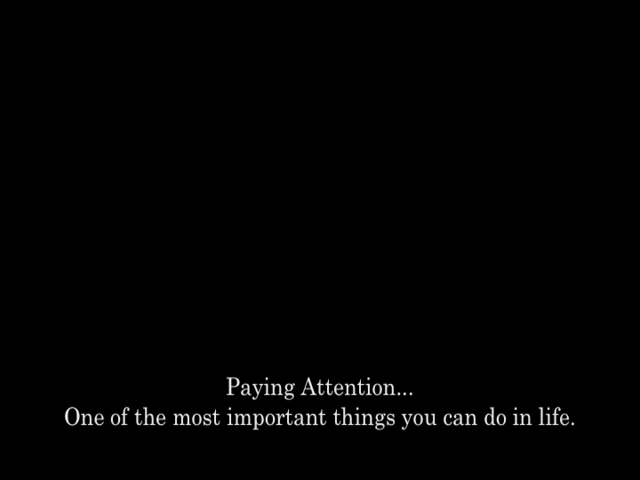 Paying Attention...
One of the most important things you can do in life.